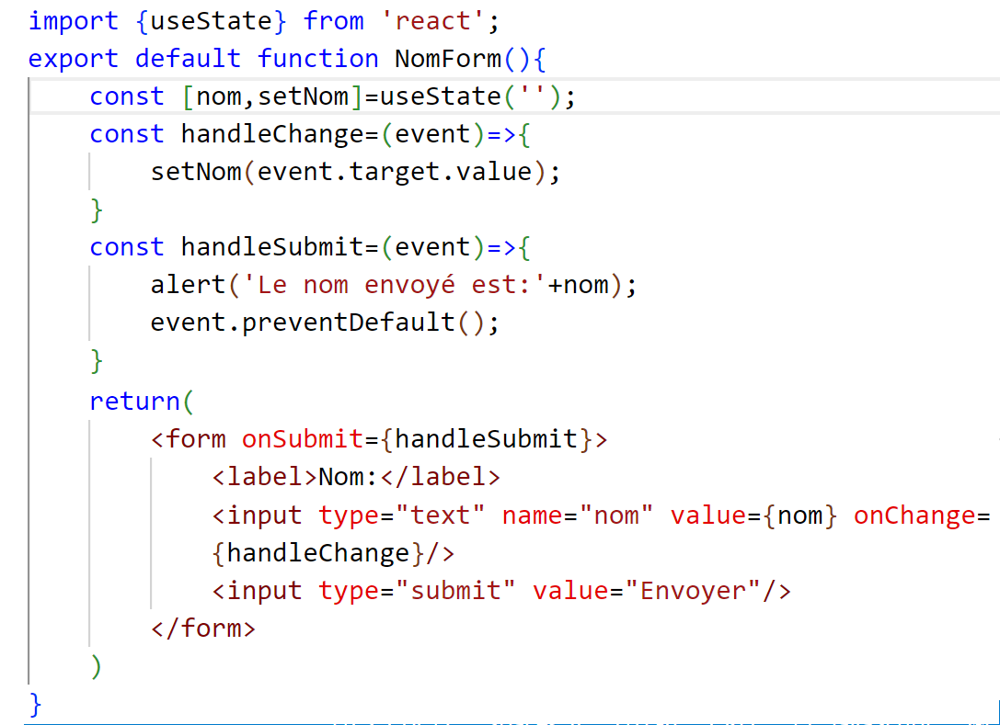 import {useState} from 'react';
export default function NomForm(){
    const [nom,setNom]=useState('');
    const handleChange=(event)=>{
        setNom(event.target.value);
    }
    const handleSubmit=(event)=>{
        alert('Le nom envoyé est:'+nom);
        event.preventDefault();
    }
    return(
        <form onSubmit={handleSubmit}>
            <label>Nom:</label>
            <input type="text" name="nom" value={nom} onChange=
            {handleChange}/>
            <input type="submit" value="Envoyer"/>
        </form>
    )
}